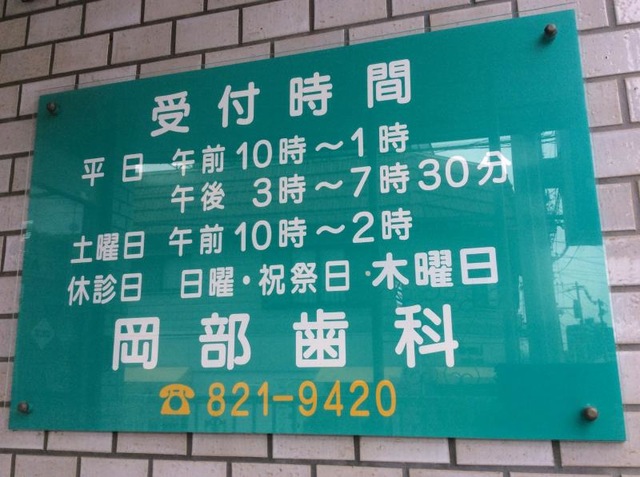 受付時間
平日 午前10時〜1時
午後 3時〜7時30分
土曜日 午前10時〜2時
休診日 日曜・祝祭日・木曜日
岡部歯科
☎821-9420